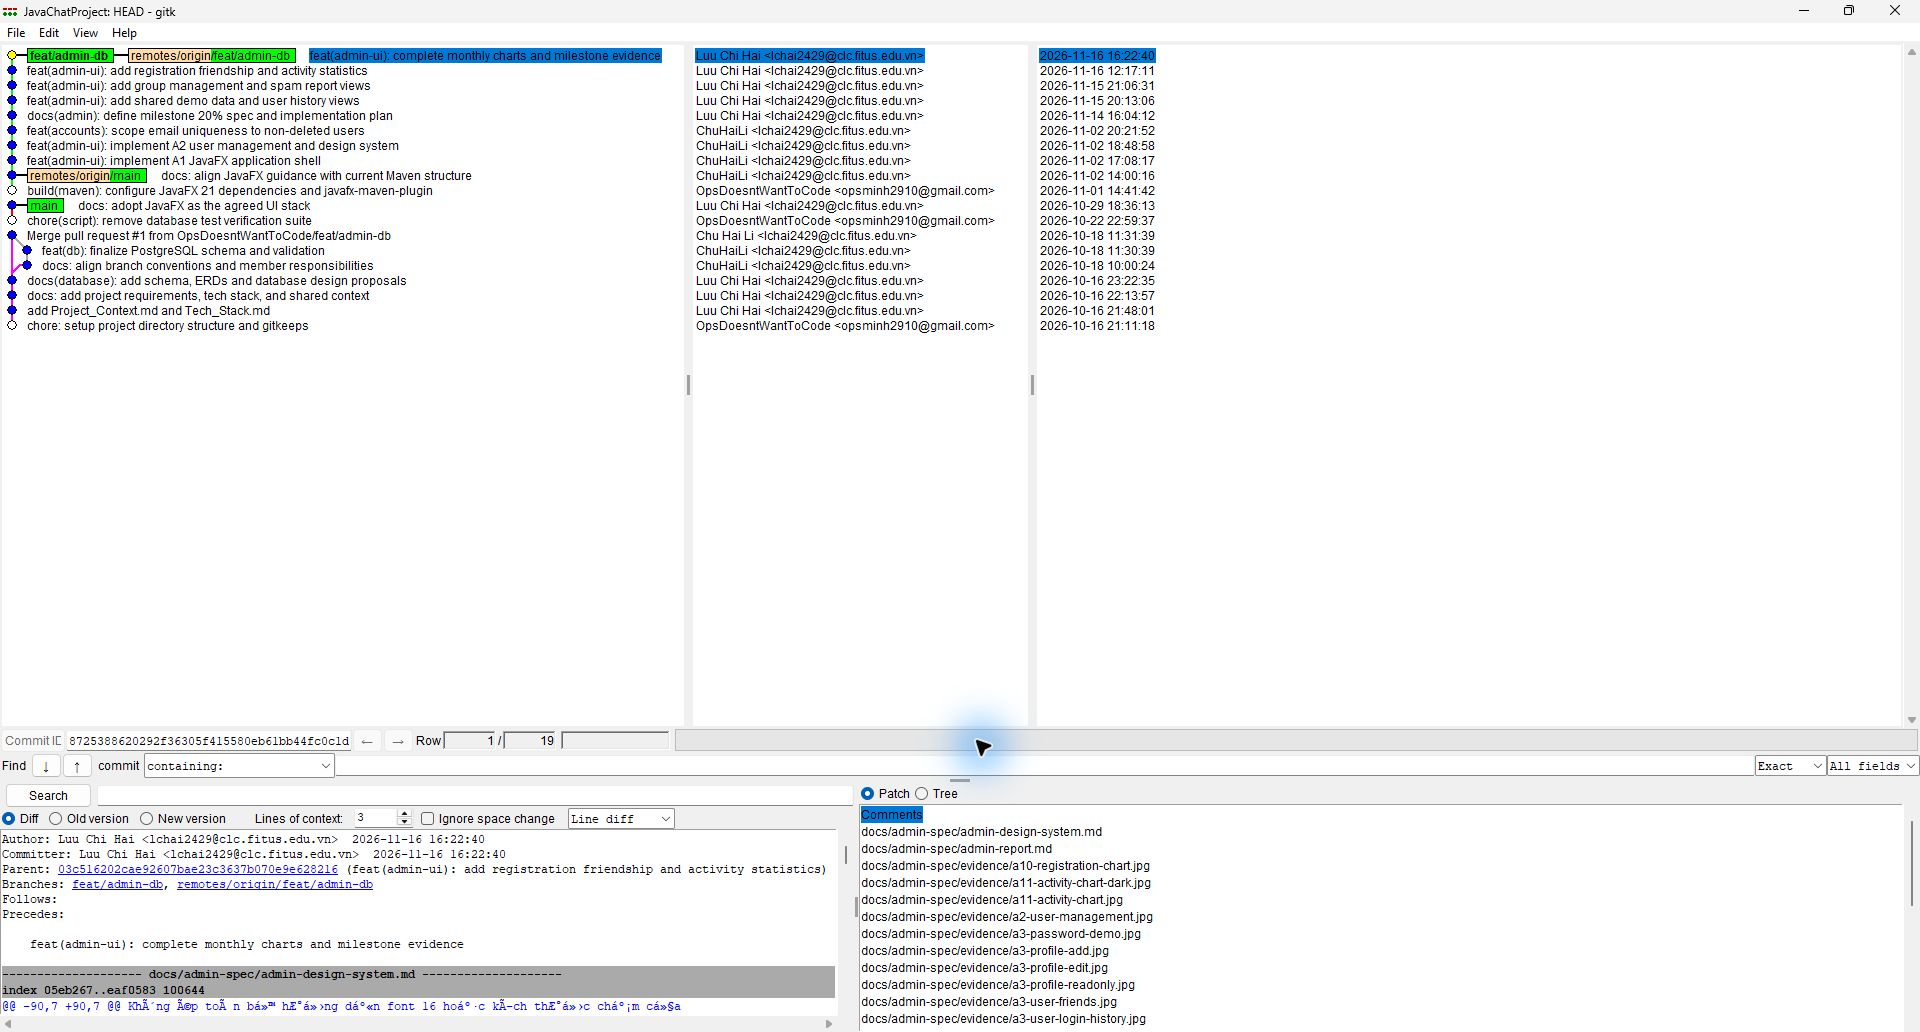 JavaChatProject: HEAD - gitk
File Edit View Help
feat/admin-db remotes/origin/feat/admin-db feat(admin-ui): complete monthly charts and milestone evidence Luu Chi Hai <lchai2429@clc.fitus.edu.vn> 2026-11-16 16:22:40
feat(admin-ui): add registration friendship and activity statistics Luu Chi Hai <lchai2429@clc.fitus.edu.vn> 2026-11-16 12:17:11
feat(admin-ui): add group management and spam report views Luu Chi Hai <lchai2429@clc.fitus.edu.vn> 2026-11-15 21:06:31
feat(admin-ui): add shared demo data and user history views Luu Chi Hai <lchai2429@clc.fitus.edu.vn> 2026-11-15 20:13:06
docs(admin): define milestone 20% spec and implementation plan Luu Chi Hai <lchai2429@clc.fitus.edu.vn> 2026-11-14 16:04:12
feat(accounts): scope email uniqueness to non-deleted users ChuHaiLi <lchai2429@clc.fitus.edu.vn> 2026-11-02 20:21:52
feat(admin-ui): implement A2 user management and design system ChuHaiLi <lchai2429@clc.fitus.edu.vn> 2026-11-02 18:48:58
feat(admin-ui): implement A1 JavaFX application shell ChuHaiLi <lchai2429@clc.fitus.edu.vn> 2026-11-02 17:08:17
remotes/origin/main docs: align JavaFX guidance with current Maven structure ChuHaiLi <lchai2429@clc.fitus.edu.vn> 2026-11-02 14:00:16
build(maven): configure JavaFX 21 dependencies and javafx-maven-plugin OpsDoesntWantToCode <opsminh2910@gmail.com> 2026-11-01 14:41:42
main docs: adopt JavaFX as the agreed UI stack Luu Chi Hai <lchai2429@clc.fitus.edu.vn> 2026-10-29 18:36:13
chore(script): remove database test verification suite OpsDoesntWantToCode <opsminh2910@gmail.com> 2026-10-22 22:59:37
Merge pull request #1 from OpsDoesntWantToCode/feat/admin-db Chu Hai Li <lchai2429@clc.fitus.edu.vn> 2026-10-18 11:31:39
feat(db): finalize PostgreSQL schema and validation ChuHaiLi <lchai2429@clc.fitus.edu.vn> 2026-10-18 11:30:39
docs: align branch conventions and member responsibilities ChuHaiLi <lchai2429@clc.fitus.edu.vn> 2026-10-18 10:00:24
docs(database): add schema, ERDs and database design proposals Luu Chi Hai <lchai2429@clc.fitus.edu.vn> 2026-10-16 23:22:35
docs: add project requirements, tech stack, and shared context Luu Chi Hai <lchai2429@clc.fitus.edu.vn> 2026-10-16 22:13:57
add Project_Context.md and Tech_Stack.md Luu Chi Hai <lchai2429@clc.fitus.edu.vn> 2026-10-16 21:48:01
chore: setup project directory structure and gitkeeps OpsDoesntWantToCode <opsminh2910@gmail.com> 2026-10-16 21:11:18
Commit ID 8725388620292f36305f415580eb61bb44fc0c1d ← → Row 1 / 19
Find ↓ ↑ commit containing: Exact All fields
Search
Diff Old version New version Lines of context: 3 Ignore space change Line diff
Author: Luu Chi Hai <lchai2429@clc.fitus.edu.vn> 2026-11-16 16:22:40
Committer: Luu Chi Hai <lchai2429@clc.fitus.edu.vn> 2026-11-16 16:22:40
Parent: 03c516202cae92607bae23c3637b070e9e628216 (feat(admin-ui): add registration friendship and activity statistics)
Branches: feat/admin-db, remotes/origin/feat/admin-db
Follows:
Precedes:
feat(admin-ui): complete monthly charts and milestone evidence
-------------------- docs/admin-spec/admin-design-system.md --------------------
index 05eb267..eaf0583 100644
@@ -90,7 +90,7 @@ KhÃ´ng Ã©p toÃ n bá»™ hÆ°á»›ng dáº«n font 16 hoáº·c kÃ­ch thÆ°á»›c cháº¡m cá»§a
Patch Tree
Comments
docs/admin-spec/admin-design-system.md
docs/admin-spec/admin-report.md
docs/admin-spec/evidence/a10-registration-chart.jpg
docs/admin-spec/evidence/a11-activity-chart-dark.jpg
docs/admin-spec/evidence/a11-activity-chart.jpg
docs/admin-spec/evidence/a2-user-management.jpg
docs/admin-spec/evidence/a3-password-demo.jpg
docs/admin-spec/evidence/a3-profile-add.jpg
docs/admin-spec/evidence/a3-profile-edit.jpg
docs/admin-spec/evidence/a3-profile-readonly.jpg
docs/admin-spec/evidence/a3-user-friends.jpg
docs/admin-spec/evidence/a3-user-login-history.jpg